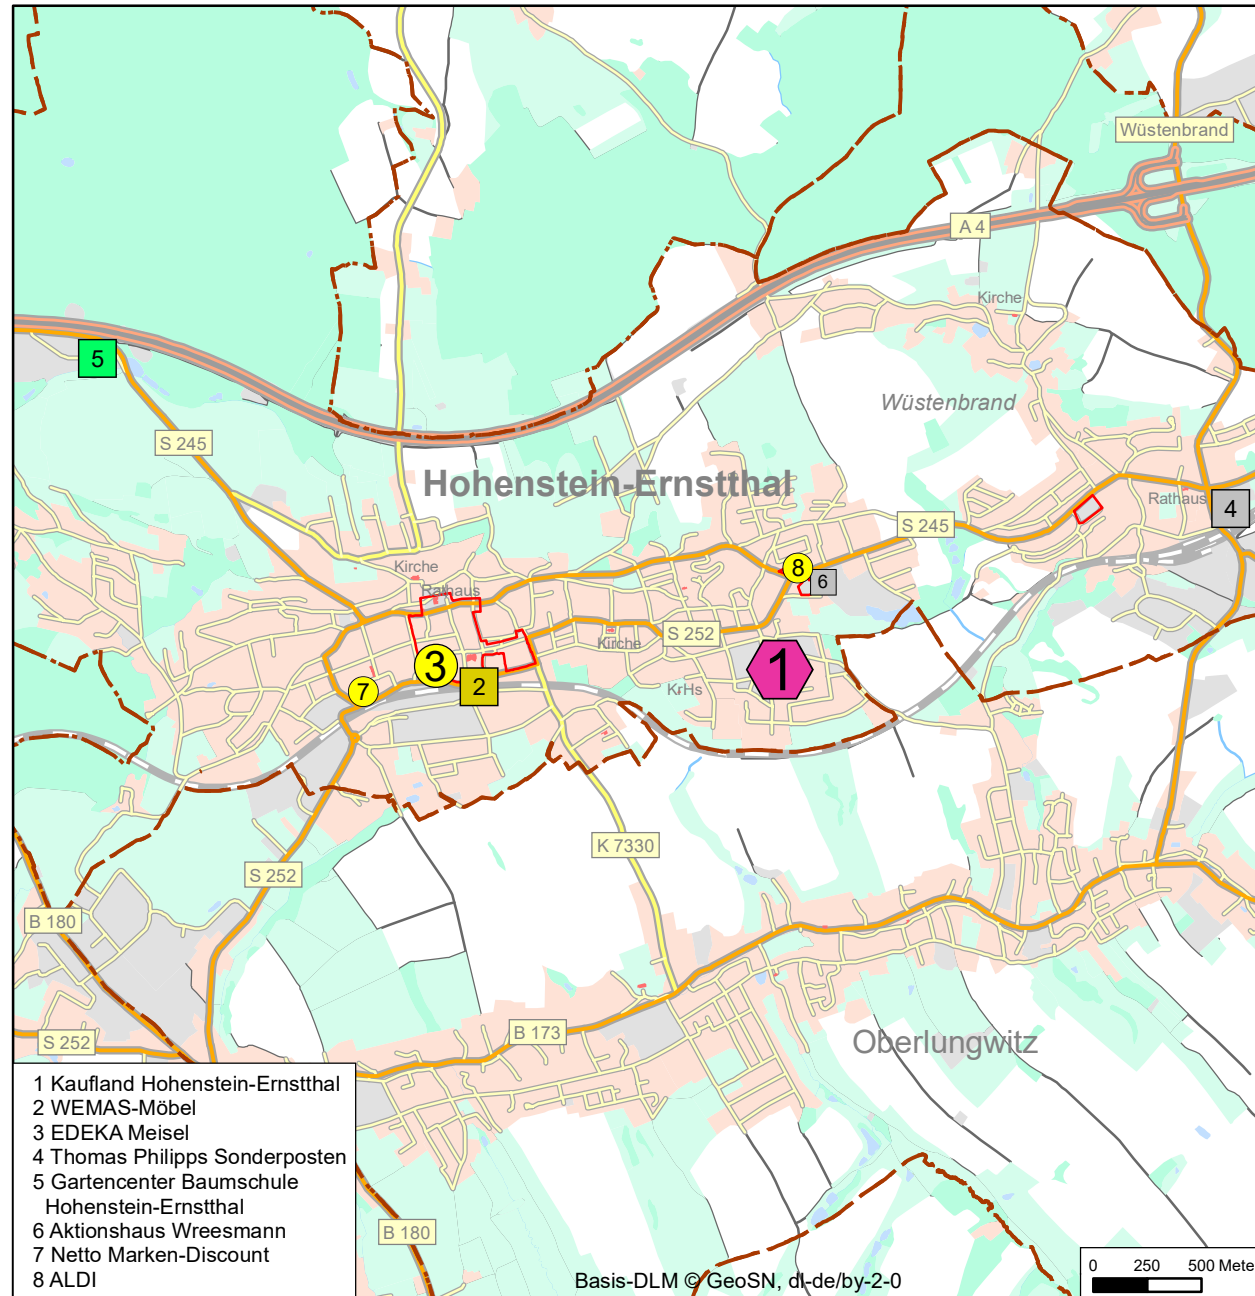 Wüstenbrand
A 4
Kirche
5
Wüstenbrand
S 245
Hohenstein-Ernstthal
Rathaus
4
S 245
Kirche
8
6
Rathaus
S 252
Kirche
3
1
7
2
KrHs
K 7330
S 252
B 180
B 173
S 252
Oberlungwitz
1 Kaufland Hohenstein-Ernstthal
2 WEMAS-Möbel
3 EDEKA Meisel
4 Thomas Philipps Sonderposten
5 Gartencenter Baumschule
Hohenstein-Ernstthal
6 Aktionshaus Wreesmann
7 Netto Marken-Discount
8 ALDI
B 180
Basis-DLM © GeoSN, dl-de/by-2-0
0 250 500 Mete